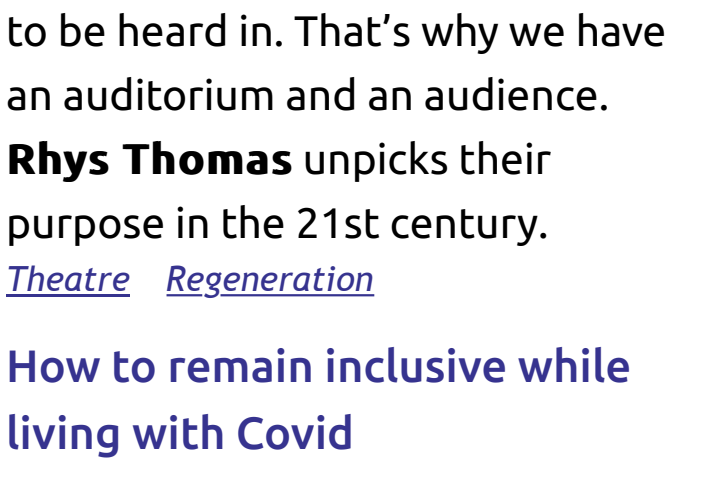 to be heard in. That’s why we have
an auditorium and an audience.
Rhys Thomas unpicks their
purpose in the 21st century.
Theatre Regeneration
How to remain inclusive while
living with Covid